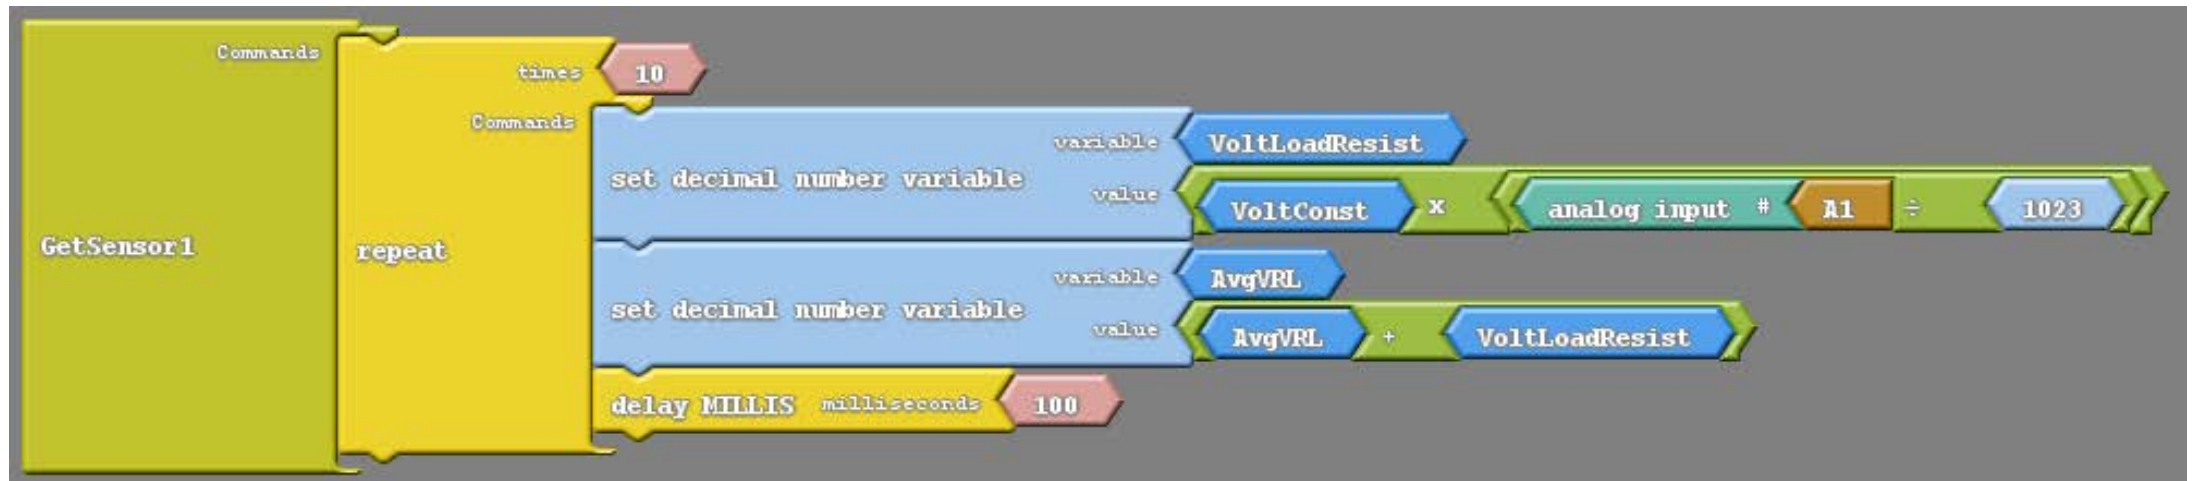 Commands
times 10
Commands
variable VoltLoadResist
set decimal number variable
value VoltConst x analog input # A1 ÷ 1023
GetSensor1
repeat
variable AvgVRL
set decimal number variable
value AvgVRL + VoltLoadResist
delay MILLIS milliseconds 100